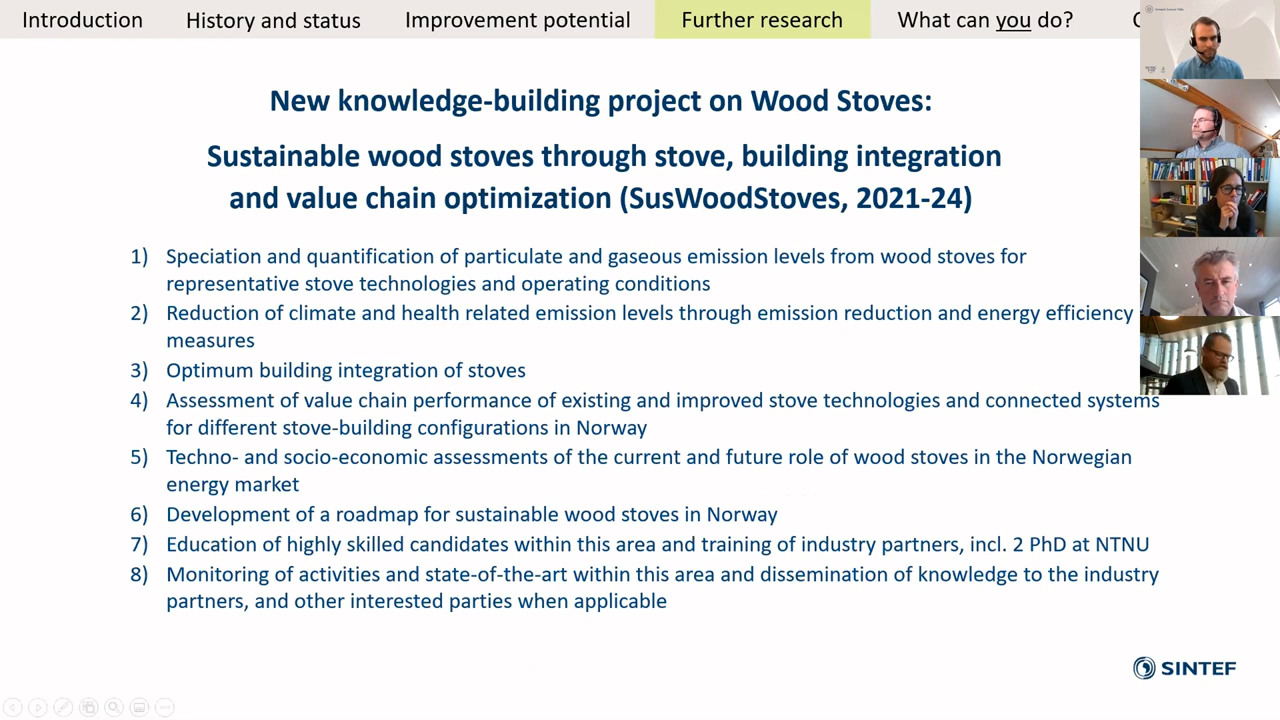 Introduction
History and status
Improvement potential
Further research
What can you do?
New knowledge-building project on Wood Stoves:
Sustainable wood stoves through stove, building integration
and value chain optimization (SusWoodStoves, 2021-24)
1) Speciation and quantification of particulate and gaseous emission levels from wood stoves for
representative stove technologies and operating conditions
2) Reduction of climate and health related emission levels through emission reduction and energy efficiency
measures
3) Optimum building integration of stoves
4) Assessment of value chain performance of existing and improved stove technologies and connected systems
for different stove-building configurations in Norway
5) Techno- and socio-economic assessments of the current and future role of wood stoves in the Norwegian
energy market
6) Development of a roadmap for sustainable wood stoves in Norway
7) Education of highly skilled candidates within this area and training of industry partners, incl. 2 PhD at NTNU
8) Monitoring of activities and state-of-the-art within this area and dissemination of knowledge to the industry
partners, and other interested parties when applicable
SINTEF